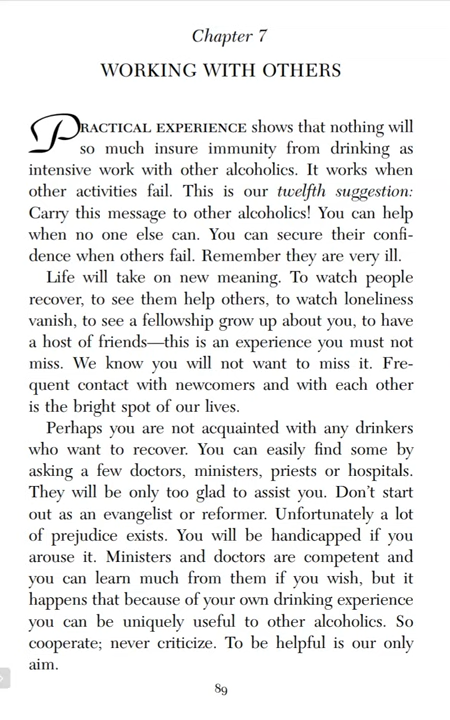 Chapter 7
WORKING WITH OTHERS
PRACTICAL EXPERIENCE shows that nothing will
so much insure immunity from drinking as
intensive work with other alcoholics. It works when
other activities fail. This is our twelfth suggestion:
Carry this message to other alcoholics! You can help
when no one else can. You can secure their confi-
dence when others fail. Remember they are very ill.
Life will take on new meaning. To watch people
recover, to see them help others, to watch loneliness
vanish, to see a fellowship grow up about you, to have
a host of friends—this is an experience you must not
miss. We know you will not want to miss it. Fre-
quent contact with newcomers and with each other
is the bright spot of our lives.
Perhaps you are not acquainted with any drinkers
who want to recover. You can easily find some by
asking a few doctors, ministers, priests or hospitals.
They will be only too glad to assist you. Don't start
out as an evangelist or reformer. Unfortunately a lot
of prejudice exists. You will be handicapped if you
arouse it. Ministers and doctors are competent and
you can learn much from them if you wish, but it
happens that because of your own drinking experience
you can be uniquely useful to other alcoholics. So
cooperate; never criticize. To be helpful is our only
aim.
89